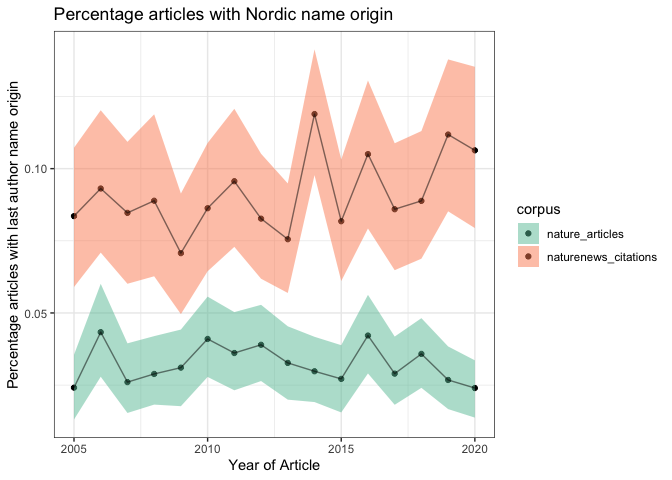 Percentage articles with Nordic name origin
Percentage articles with last author name origin
0.10
0.05
2005
2010
2015
2020
Year of Article
corpus
nature_articles
naturenews_citations